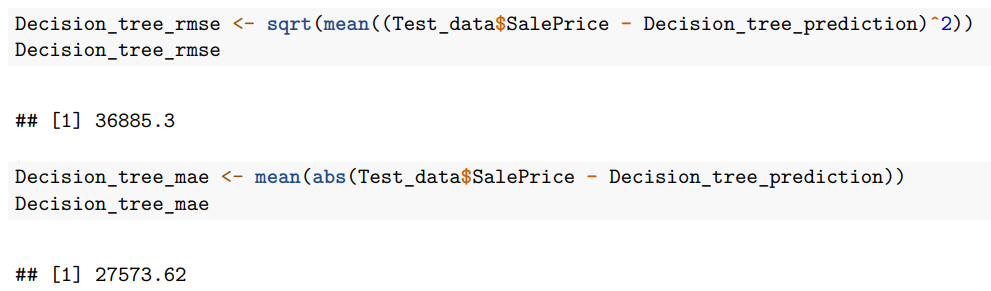 Decision_tree_rmse <- sqrt(mean((Test_data$SalePrice - Decision_tree_prediction)^2))
Decision_tree_rmse
## [1] 36885.3
Decision_tree_mae <- mean(abs(Test_data$SalePrice - Decision_tree_prediction))
Decision_tree_mae
## [1] 27573.62